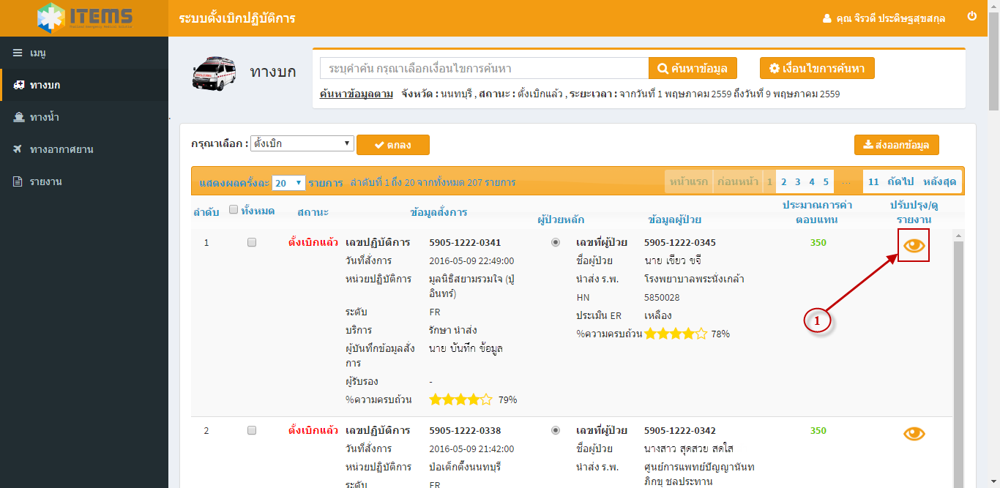 ITEMS
ระบบตั้งเบิกปฏิบัติการ
คุณ จิรวดี ประดิษฐสุขสกุล
เมนู
ทางบก
ทางน้ำ
ทางอากาศยาน
รายงาน
ทางบก
ระบุคำค้น กรุณาเลือกเงื่อนไขการค้นหา
ค้นหาข้อมูล
เงื่อนไขการค้นหา
ค้นหาข้อมูลตาม จังหวัด : นนทบุรี , สถานะ : ตั้งเบิกแล้ว , ระยะเวลา : จากวันที่ 1 พฤษภาคม 2559 ถึงวันที่ 9 พฤษภาคม 2559
กรุณาเลือก : ตั้งเบิก ตกลง ส่งออกข้อมูล
แสดงผลครั้งละ 20 รายการ ลำดับที่ 1 ถึง 20 จากทั้งหมด 207 รายการ หน้าแรก ก่อนหน้า 1 2 3 4 5 ... 11 ถัดไป หลังสุด
ลำดับ ทั้งหมด สถานะ ข้อมูลสั่งการ ผู้ป่วยหลัก ข้อมูลผู้ป่วย ประมาณการค่าตอบแทน ปรับปรุง/ดูรายงาน
1 ตั้งเบิกแล้ว เลขปฏิบัติการ 5905-1222-0341 เลขที่ผู้ป่วย 5905-1222-0345 350
วันที่สั่งการ 2016-05-09 22:49:00 ชื่อผู้ป่วย นาย เขียว ขจี
หน่วยปฏิบัติการ มูลนิธิสยามรวมใจ (ปู่ นำส่ง ร.พ. โรงพยาบาลพระนั่งเกล้า
อินทร์) HN 5850028
ระดับ FR ประเมิน ER เหลือง
บริการ รักษา นำส่ง %ความครบถ้วน 78%
1
ผู้บันทึกข้อมูลสั่ง นาย บันทึก ข้อมูล
การ
ผู้รับรอง -
%ความครบถ้วน 79%
2 ตั้งเบิกแล้ว เลขปฏิบัติการ 5905-1222-0338 เลขที่ผู้ป่วย 5905-1222-0342 350
วันที่สั่งการ 2016-05-09 21:42:00 ชื่อผู้ป่วย นางสาว สุดสวย สดใส
หน่วยปฏิบัติการ ป่อเต็กตึ๊งนนทบุรี นำส่ง ร.พ. ศูนย์การแพทย์ปัญญานันท
ระดับ FR ภิกขุ ชลประทาน